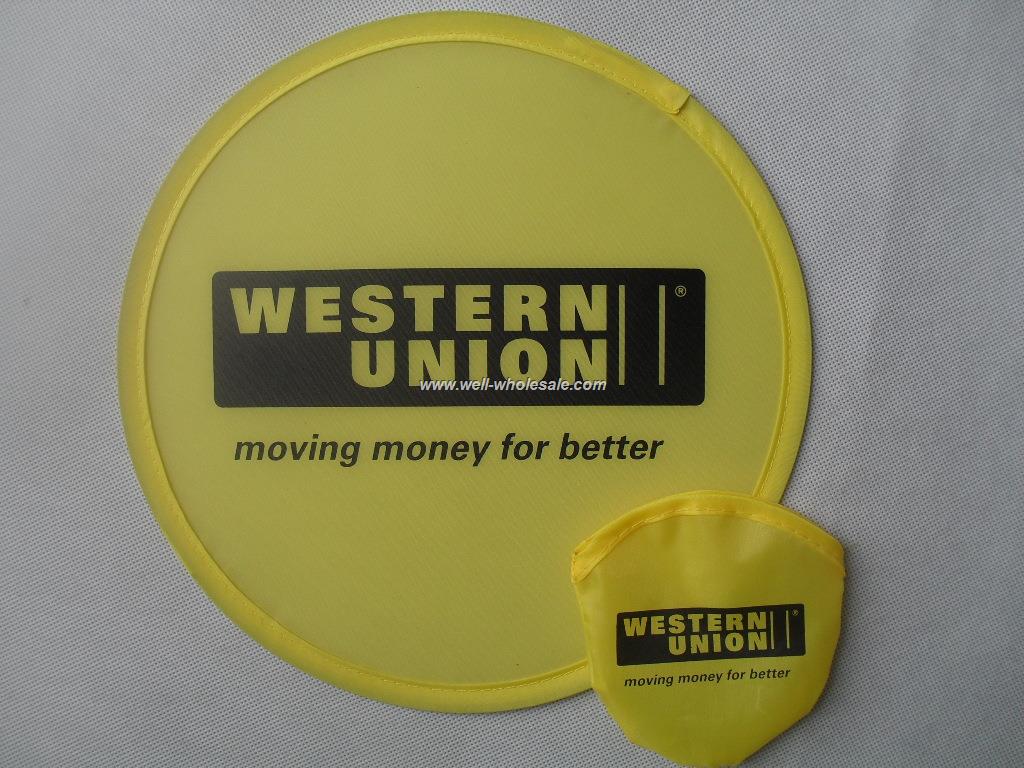 WESTERN ®
UNION
www.well-wholesale.com
moving money for better
WESTERN ®
UNION
moving money for better